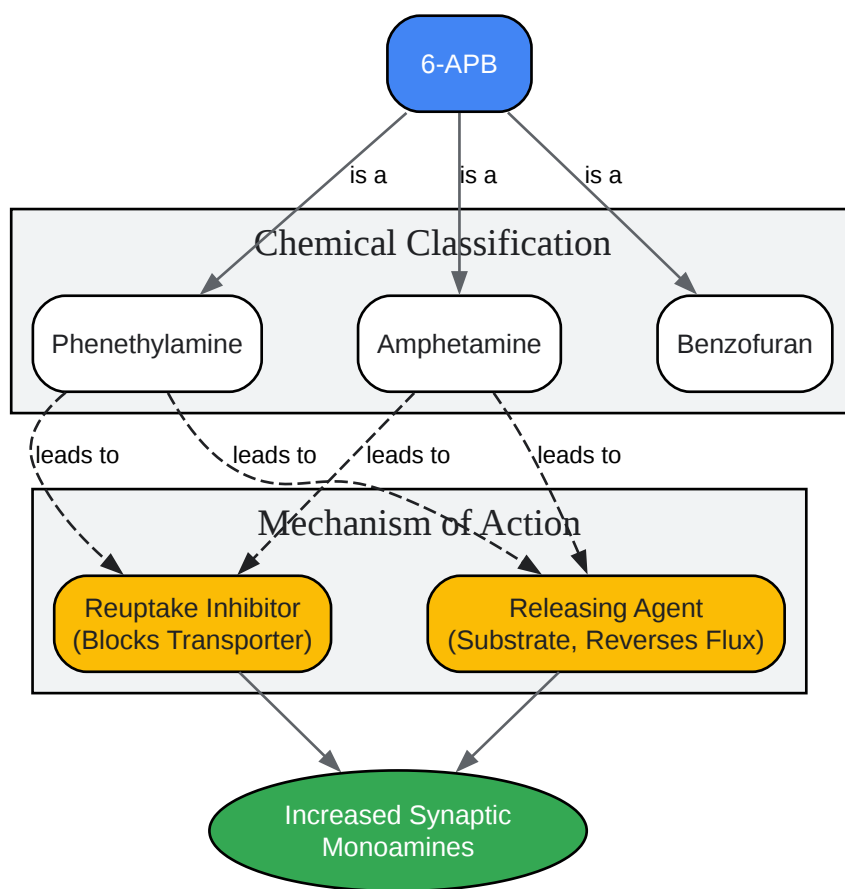 6-APB
is a
is a
is a
Chemical Classification
Phenethylamine
Amphetamine
Benzofuran
leads to
leads to
leads to
leads to
Mechanism of Action
Reuptake Inhibitor
(Blocks Transporter)
Releasing Agent
(Substrate, Reverses Flux)
Increased Synaptic
Monoamines